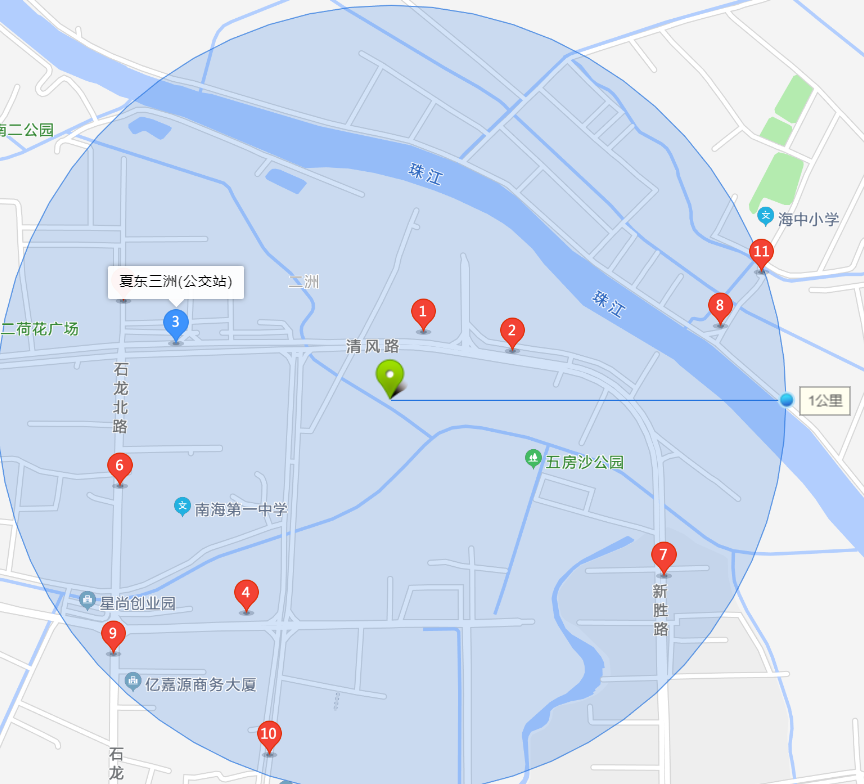 南二公园
珠江
海中小学
11
夏东三洲(公交站)
二洲
珠江
8
3
1
2
二荷花广场
清风路
石龙北路
1公里
五房沙公园
6
南海第一中学
7
4
星尚创业园
新胜路
9
亿嘉源商务大厦
10
石龙